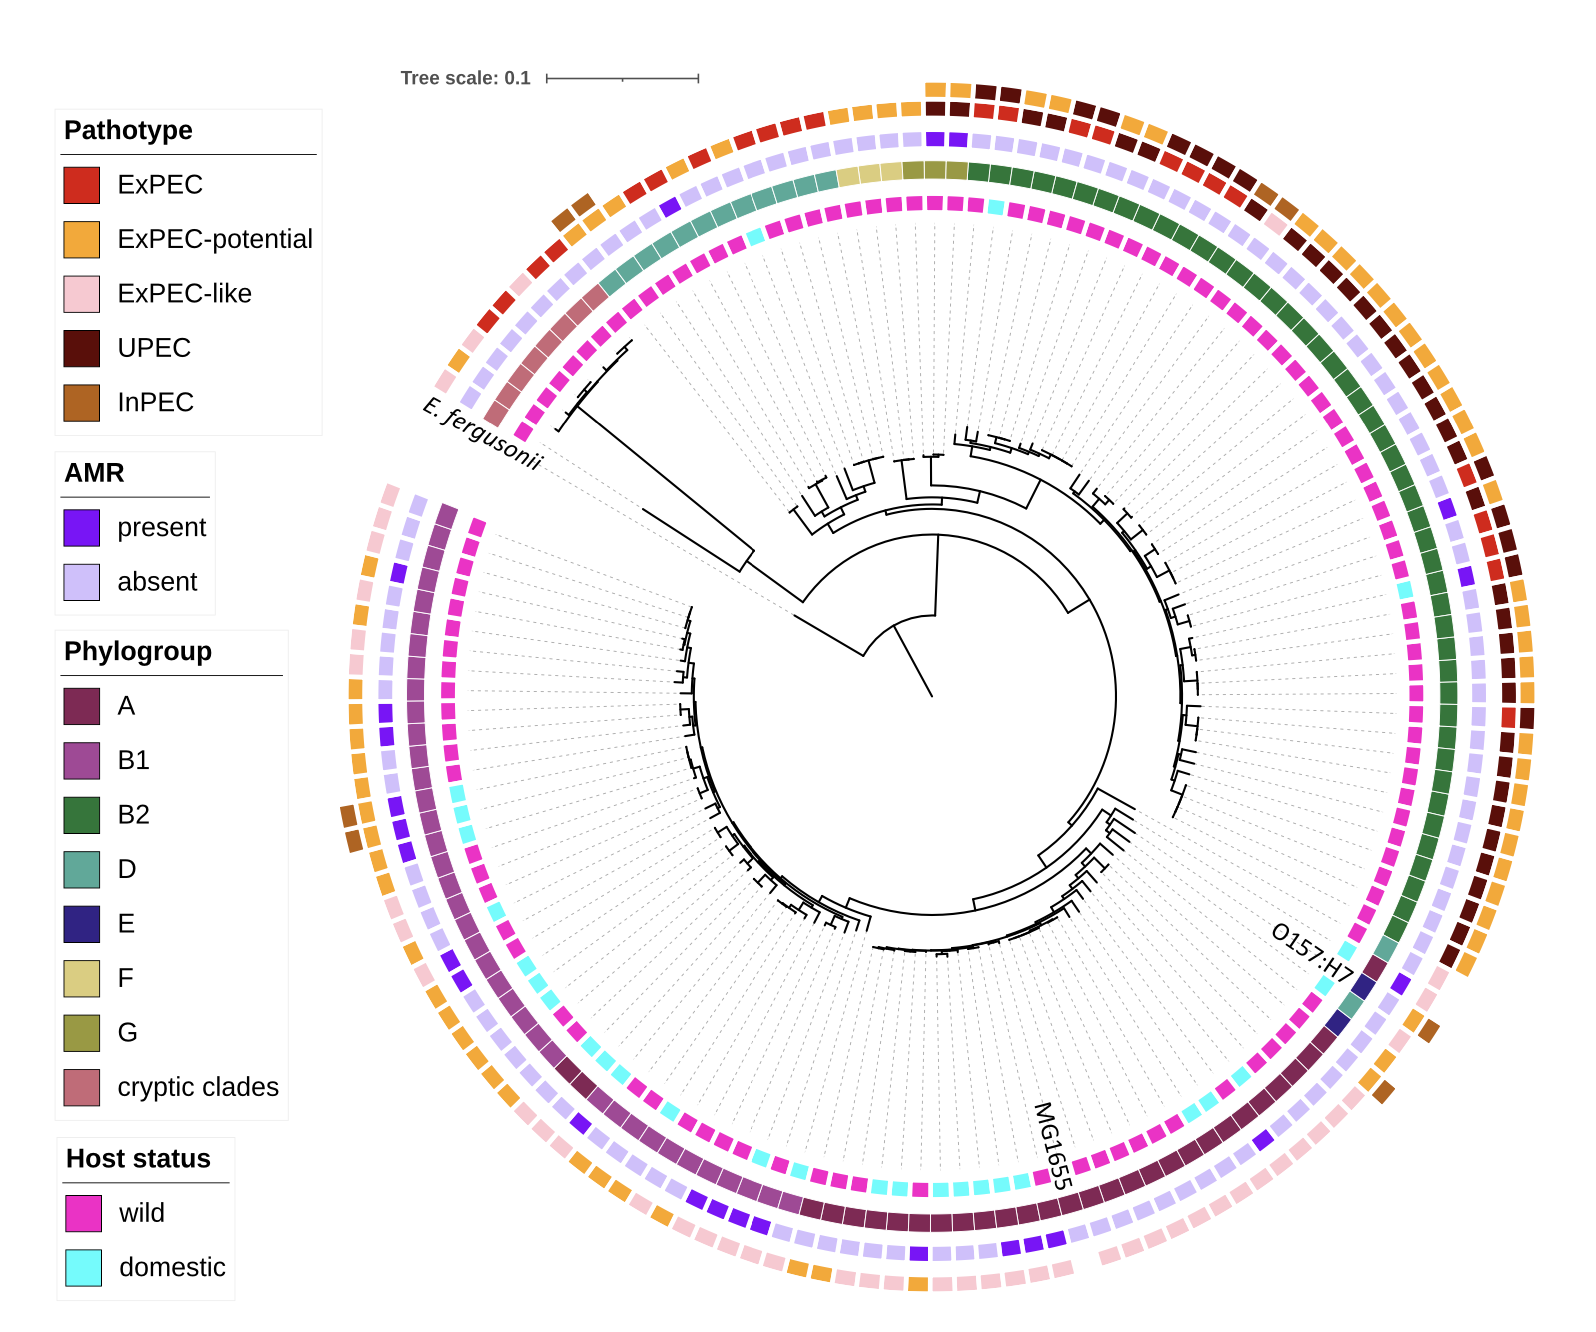 Tree scale: 0.1
Pathotype
ExPEC
ExPEC-potential
ExPEC-like
UPEC
InPEC
AMR
present
absent
Phylogroup
A
B1
B2
D
E
F
G
cryptic clades
Host status
wild
domestic
E. fergusonii
O157:H7
MG1655